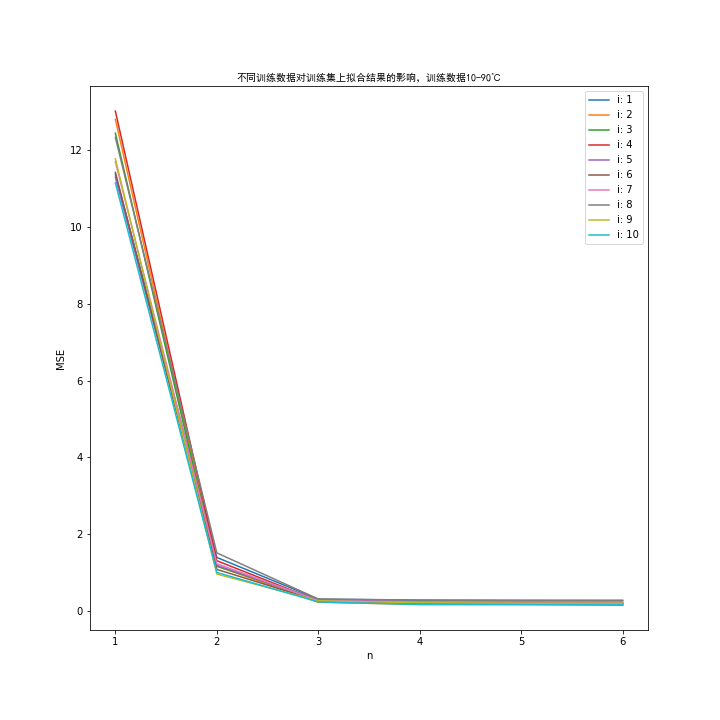 不同训练数据对训练集上拟合结果的影响，训练数据10-90℃
i: 1
i: 2
i: 3
i: 4
i: 5
i: 6
i: 7
i: 8
i: 9
i: 10
12
10
8
6
4
2
0
MSE
1 2 3 4 5 6
n